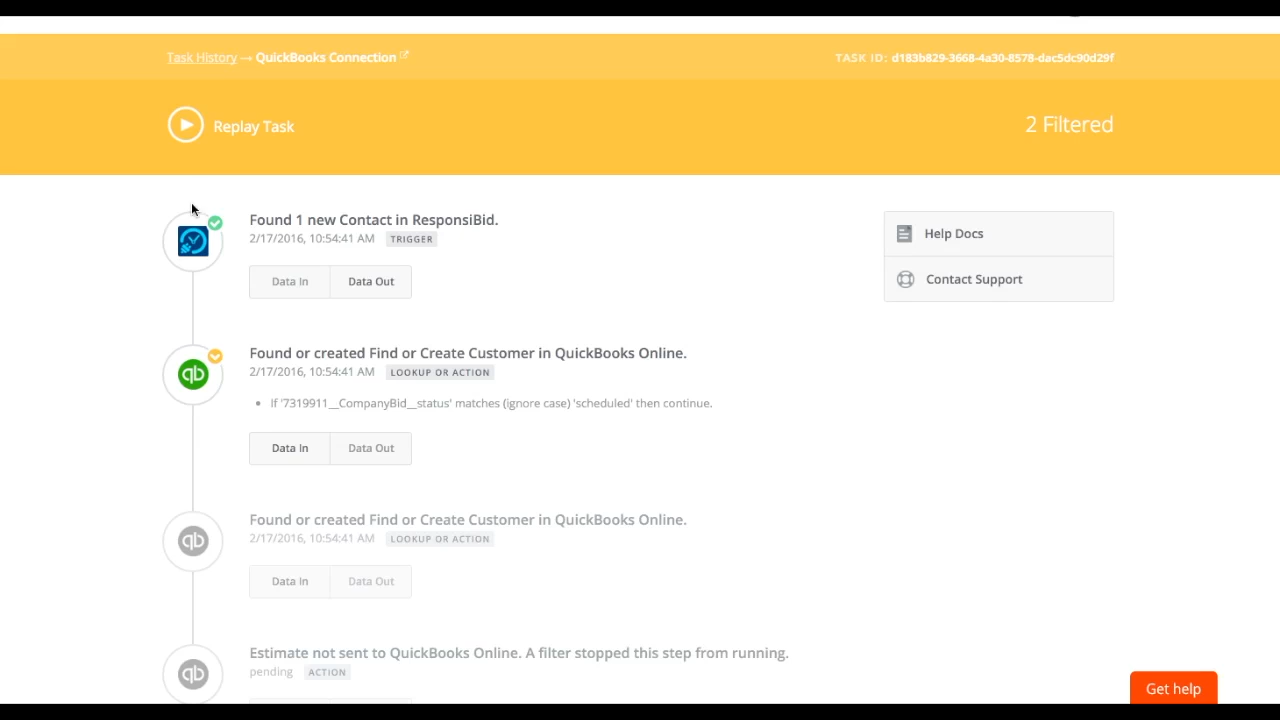 Task History → QuickBooks Connection
TASK ID: d183b829-3668-4a30-8578-dac5dc90d29f
Replay Task
2 Filtered
Found 1 new Contact in ResponsiBid.
2/17/2016, 10:54:41 AM TRIGGER
Data In Data Out
Help Docs
Contact Support
Found or created Find or Create Customer in QuickBooks Online.
2/17/2016, 10:54:41 AM LOOKUP OR ACTION
• If '7319911__CompanyBid__status' matches (ignore case) 'scheduled' then continue.
Data In Data Out
Found or created Find or Create Customer in QuickBooks Online.
2/17/2016, 10:54:41 AM LOOKUP OR ACTION
Data In Data Out
Estimate not sent to QuickBooks Online. A filter stopped this step from running.
pending ACTION
Get help